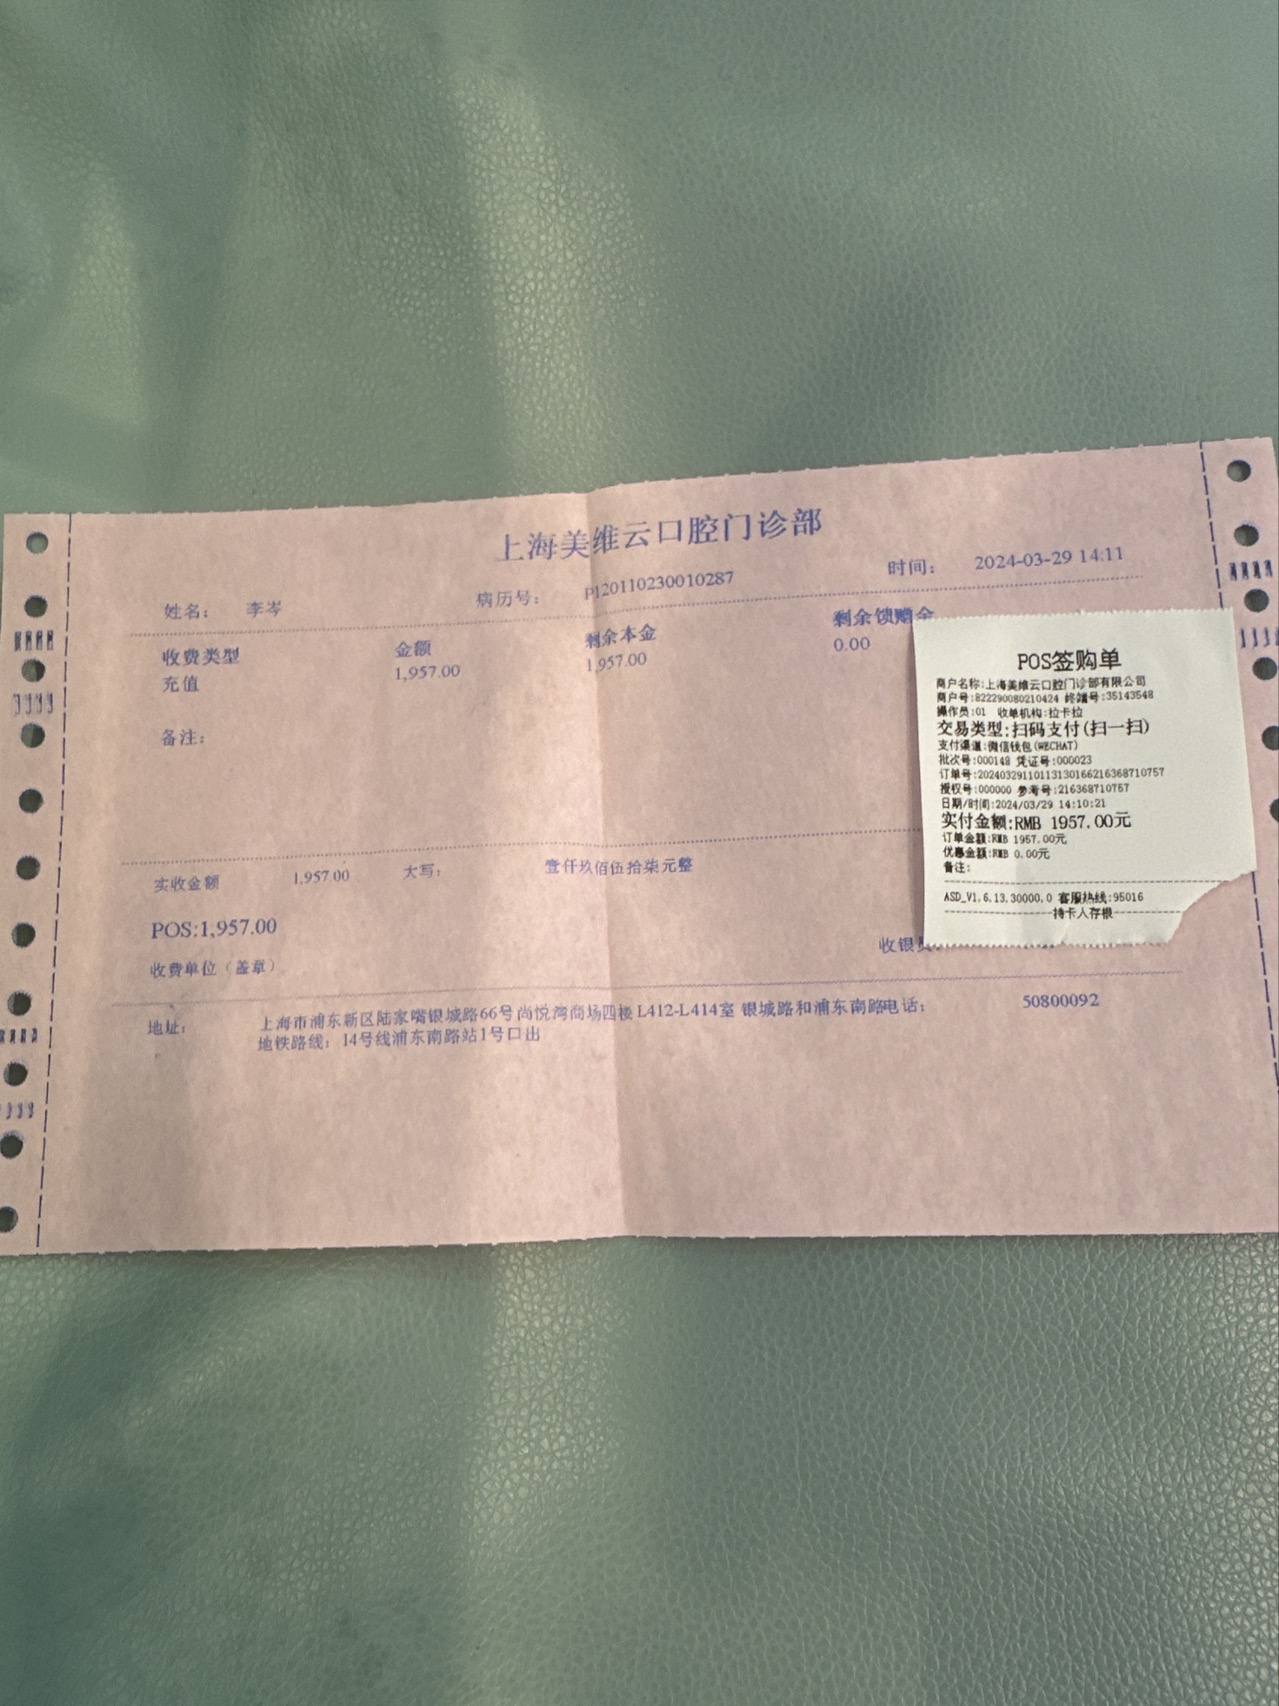 上海美维云口腔门诊部
姓名： 李岑 病历号： P120110230010287 时间： 2024-03-29 14:11
收费类型 金额 剩余本金 剩余馈赠金
充值 1,957.00 1,957.00 0.00
备注：
实收金额 1,957.00 大写： 壹仟玖佰伍拾柒元整
POS:1,957.00
收费单位（盖章） 收银员：
地址： 上海市浦东新区陆家嘴银城路66号尚悦湾商场四楼 L412-L414室 银城路和浦东南路电话： 50800092
地铁路线：14号线浦东南路站1号口出
POS签购单
商户名称:上海美维云口腔门诊部有限公司
商户号:822290080210424 终端号:35143548
操作员:01 收单机构:拉卡拉
交易类型:扫码支付(扫一扫)
支付渠道:微信钱包(WECHAT)
批次号:000148 凭证号:000023
订单号:20240329110113130166216368710757
授权号:000000 参考号:216368710757
日期/时间:2024/03/29 14:10:21
实付金额:RMB 1957.00元
订单金额:RMB 1957.00元
优惠金额:RMB 0.00元
备注:
ASD_V1.6.13.30000.0 客服热线:95016
持卡人存根